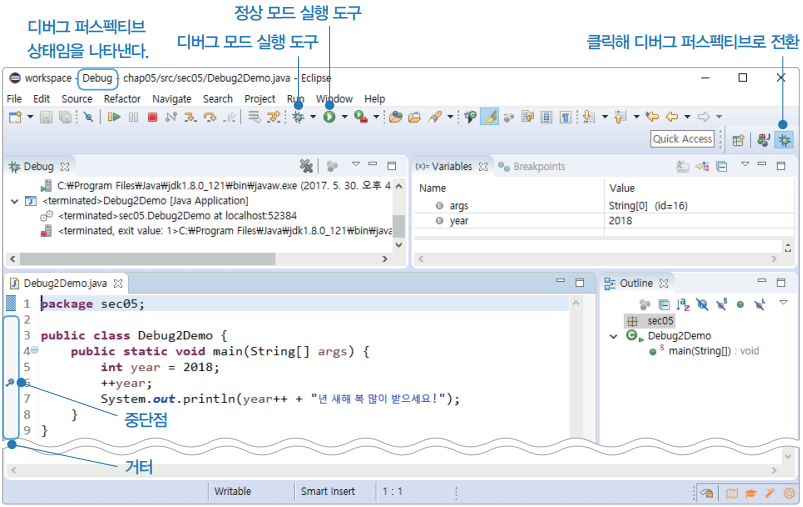 정상 모드 실행 도구
디버그 퍼스펙티브
상태임을 나타낸다.
디버그 모드 실행 도구
클릭해 디버그 퍼스펙티브로 전환
workspace - Debug - chap05/src/sec05/Debug2Demo.java - Eclipse
File Edit Source Refactor Navigate Search Project Run Window Help
Quick Access
Debug
C:₩Program Files₩Java₩jdk1.8.0_121₩bin₩javaw.exe (2017. 5. 30. 오후 4
<terminated>Debug2Demo [Java Application]
<terminated>sec05.Debug2Demo at localhost:52384
<terminated, exit value: 1>C:₩Program Files₩Java₩jdk1.8.0_121₩bin₩java
(x)= Variables Breakpoints
Name Value
args String[0] (id=16)
year 2018
Debug2Demo.java
1 package sec05;
2
3 public class Debug2Demo {
4 public static void main(String[] args) {
5 int year = 2018;
6 ++year;
7 System.out.println(year++ + "년 새해 복 많이 받으세요!");
8 }
9 }
중단점
거터
Outline
sec05
Debug2Demo
main(String[]) : void
Writable Smart Insert 1 : 1